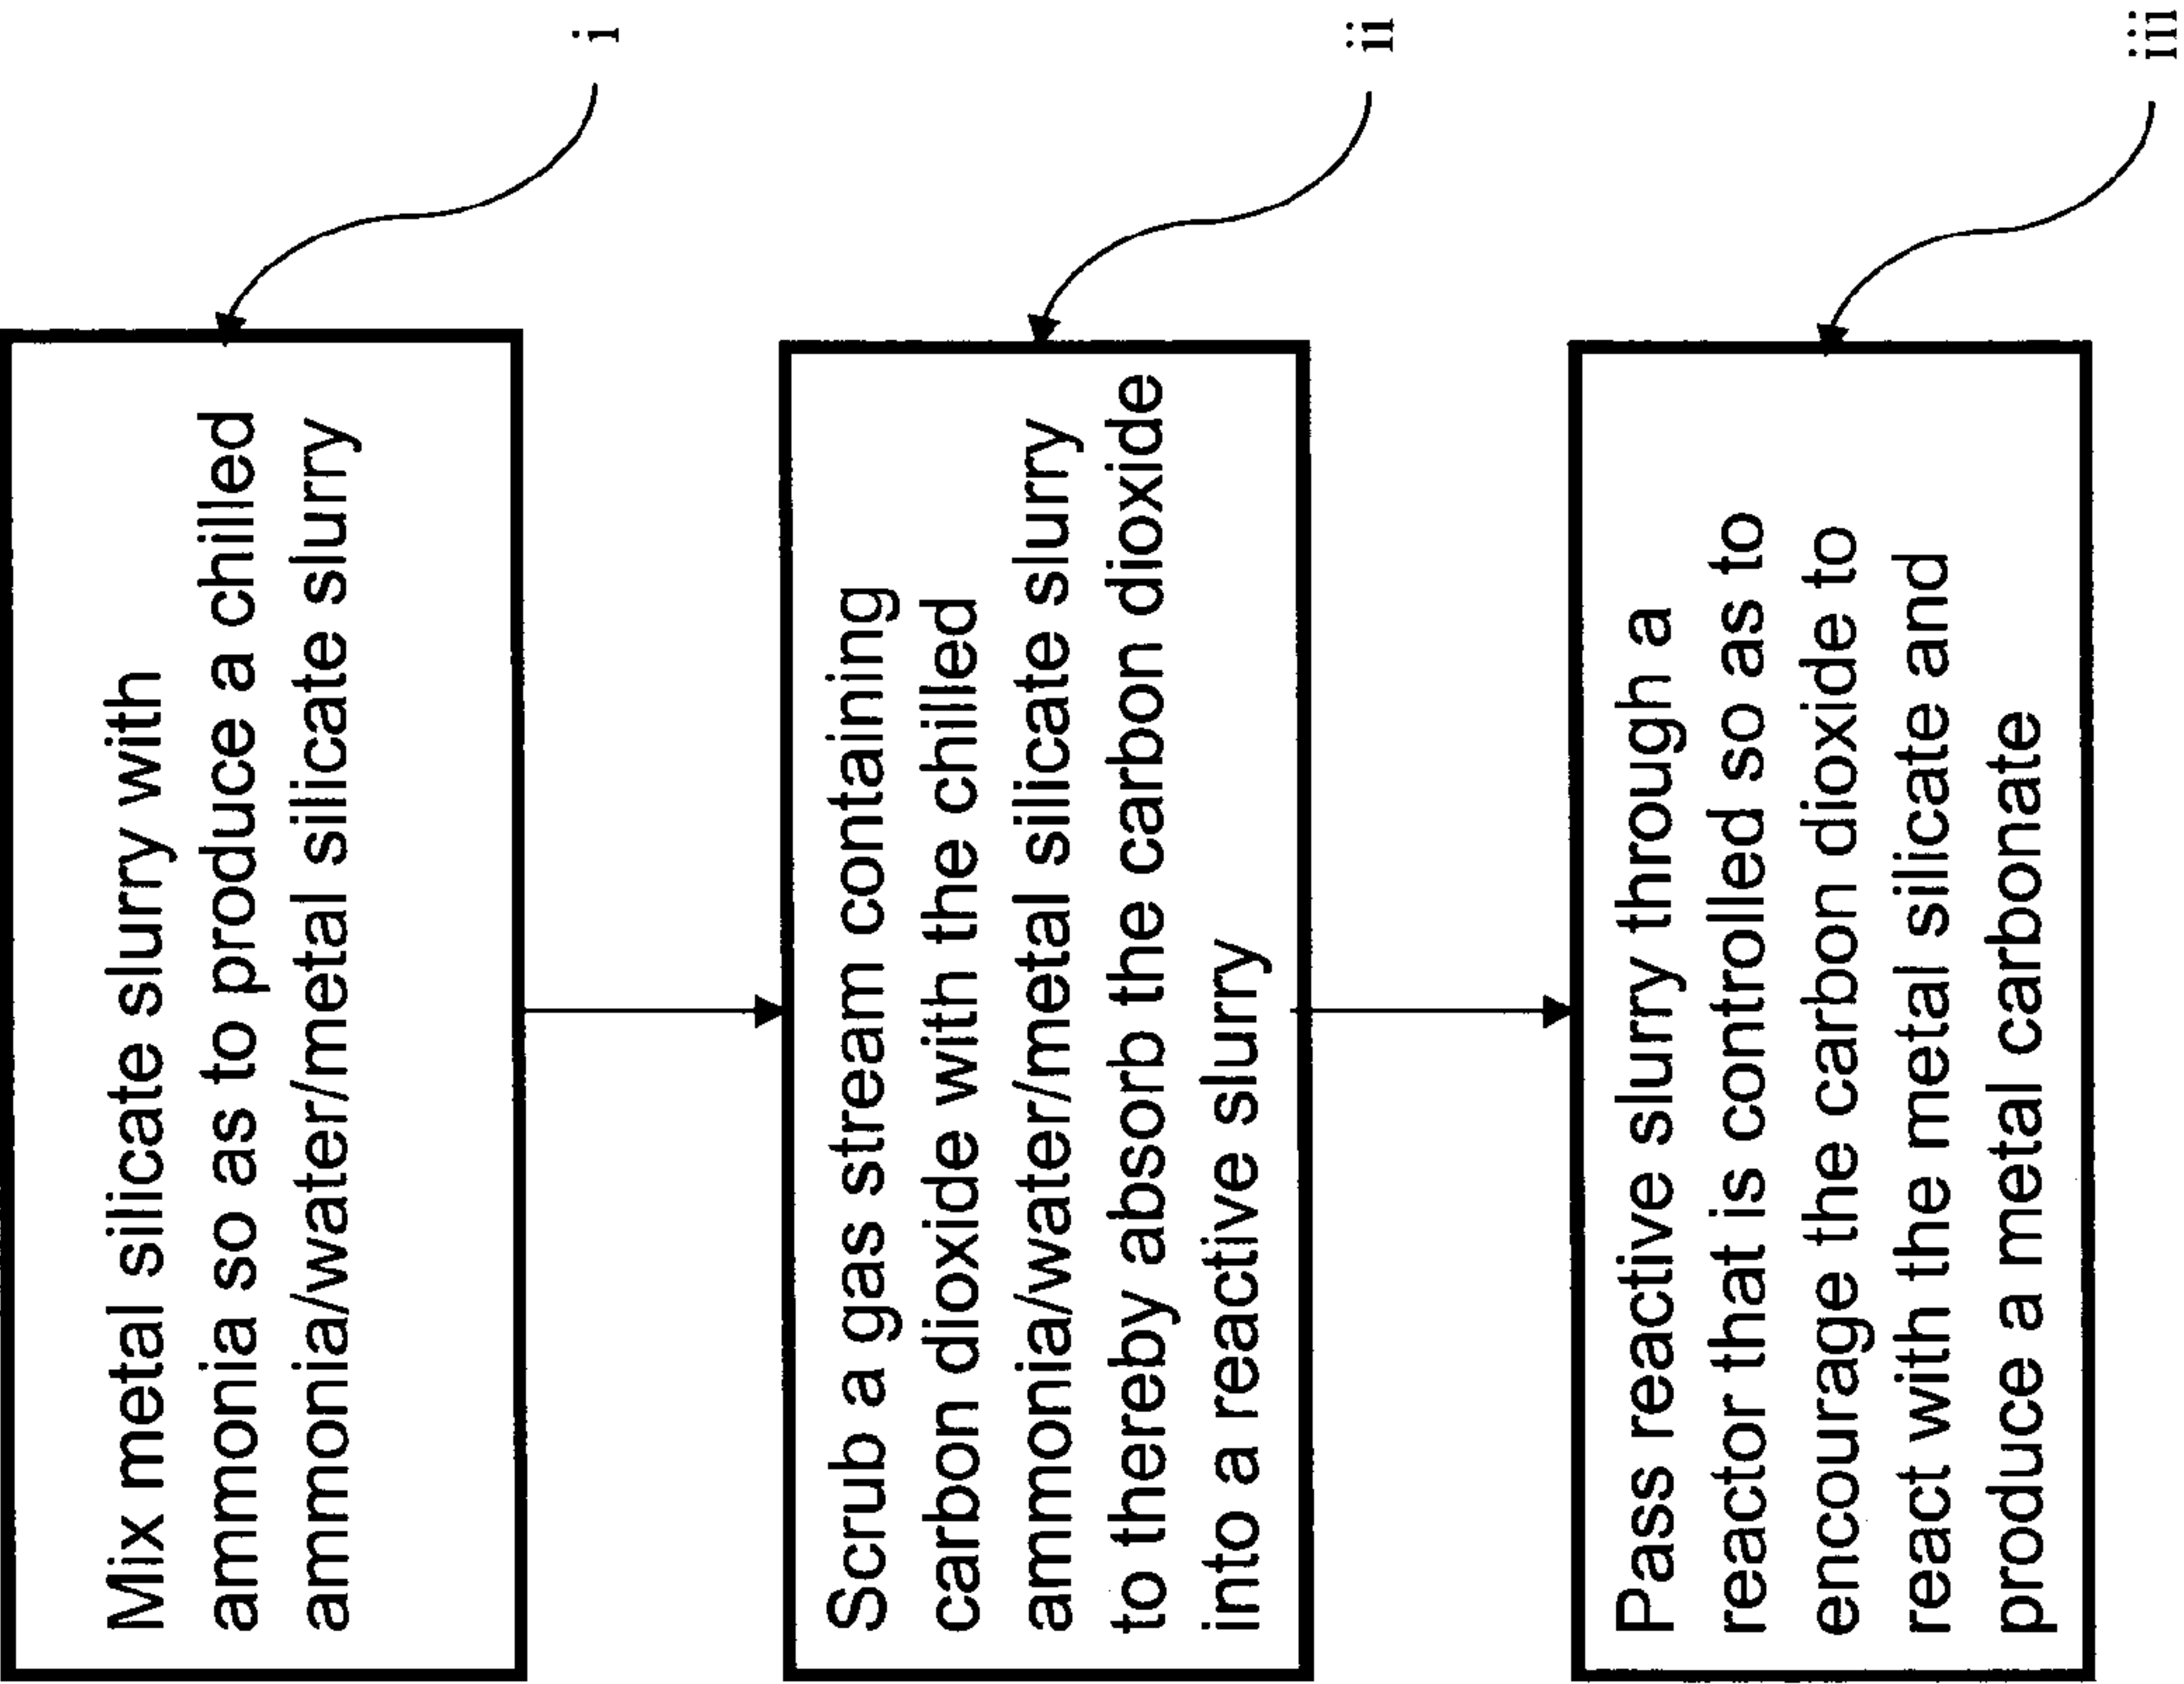 Mix metal silicate slurry with
ammonia so as to produce a chilled
ammonia/water/metal silicate slurry
i
Scrub a gas stream containing
carbon dioxide with the chilled
ammonia/water/metal silicate slurry
to thereby absorb the carbon dioxide
into a reactive slurry
ii
Pass reactive slurry through a
reactor that is controlled so as to
encourage the carbon dioxide to
react with the metal silicate and
produce a metal carbonate
iii